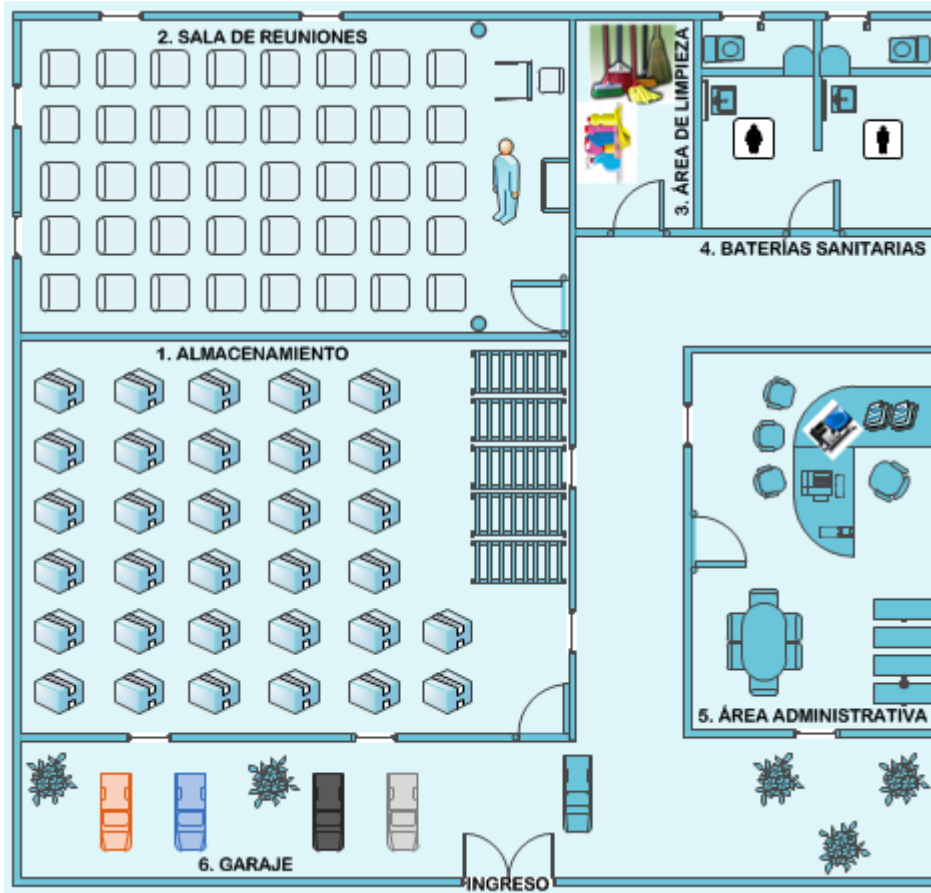 2. SALA DE REUNIONES
3. ÁREA DE LIMPIEZA
4. BATERÍAS SANITARIAS
1. ALMACENAMIENTO
5. ÁREA ADMINISTRATIVA
6. GARAJE
INGRESO